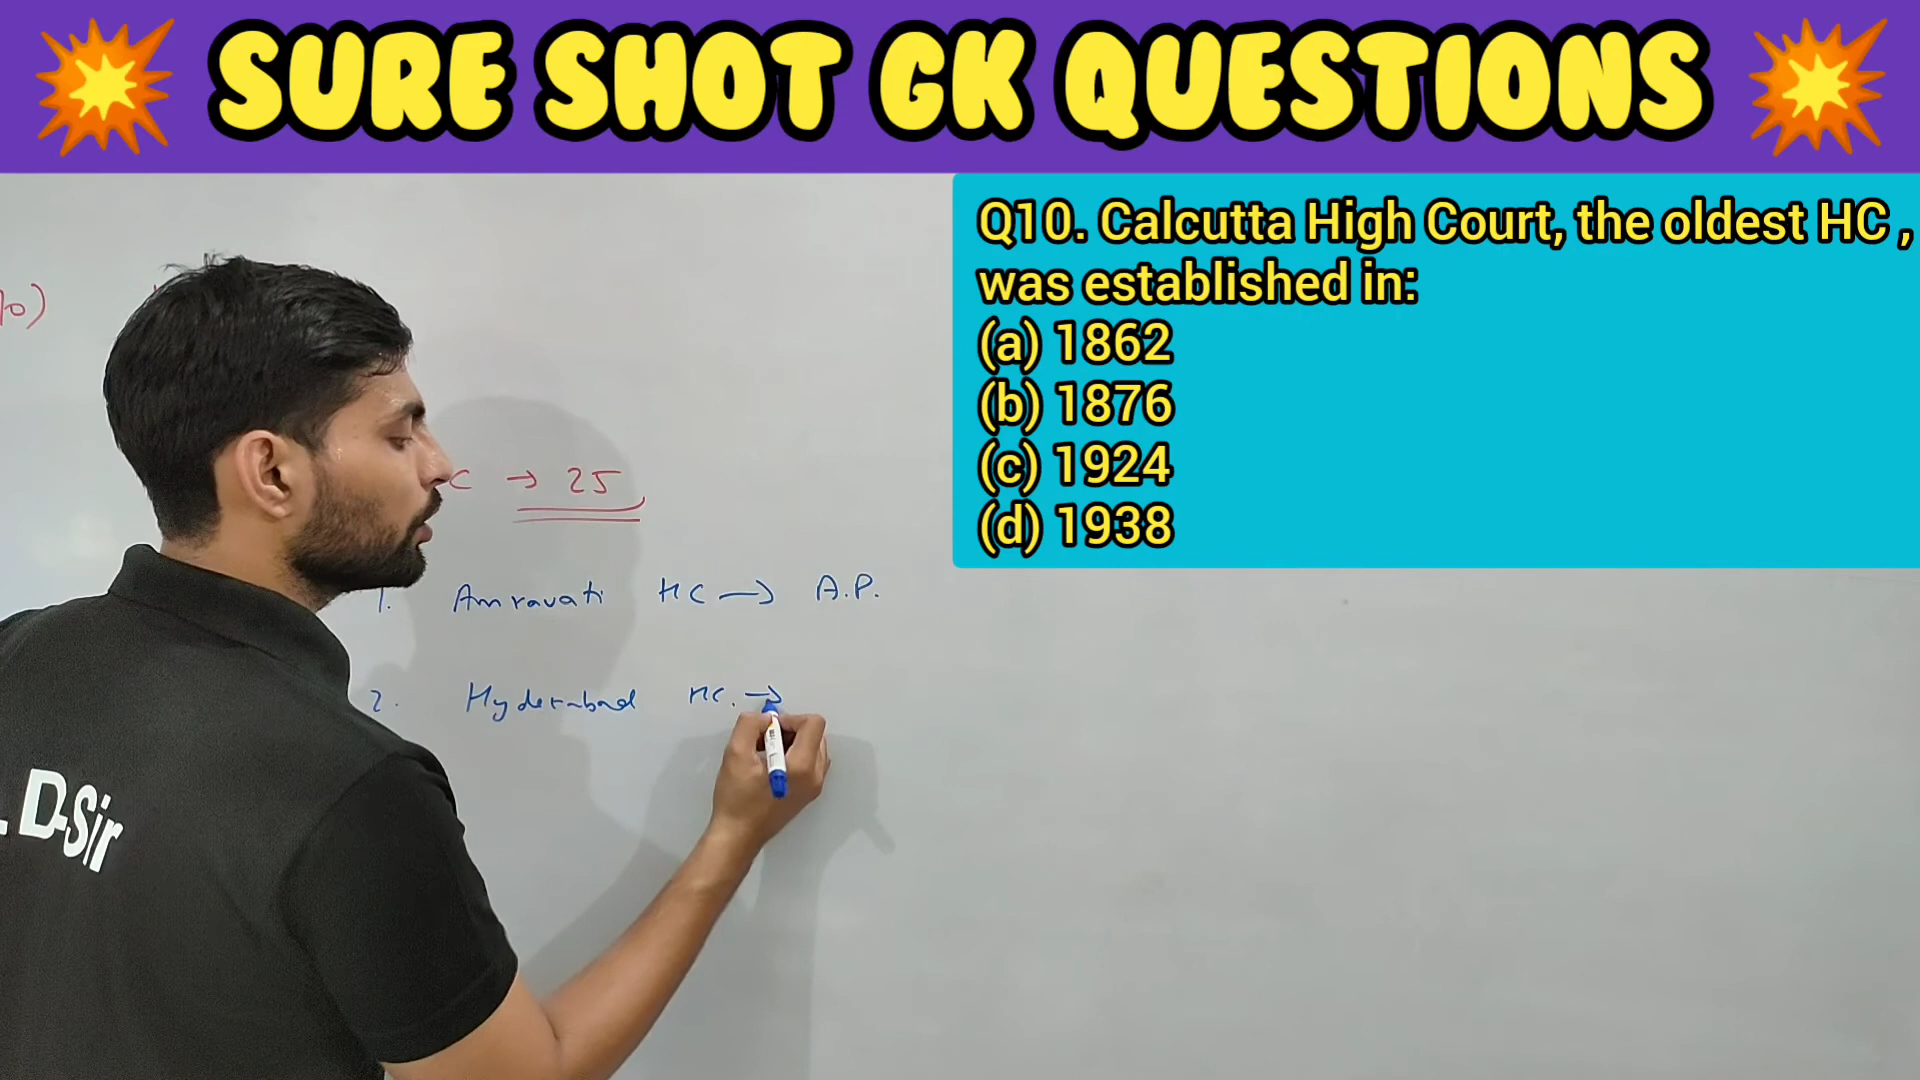 SURE SHOT GK QUESTIONS
Q10. Calcutta High Court, the oldest HC ,
was established in:
(a) 1862
(b) 1876
(c) 1924
(d) 1938
C → 25
1. Amravati HC → A.P.
2. Hyderabad HC. →
D-Sir